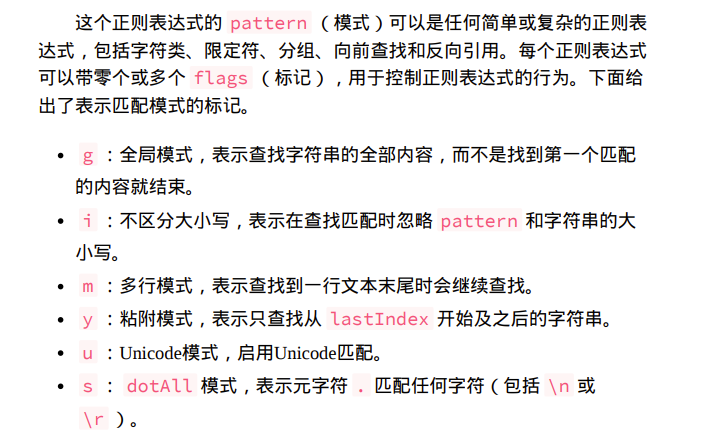 这个正则表达式的 pattern（模式）可以是任何简单或复杂的正则表
达式，包括字符类、限定符、分组、向前查找和反向引用。每个正则表达式
可以带零个或多个 flags（标记），用于控制正则表达式的行为。下面给
出了表示匹配模式的标记。
• g ：全局模式，表示查找字符串的全部内容，而不是找到第一个匹配
的内容就结束。
• i ：不区分大小写，表示在查找匹配时忽略 pattern 和字符串的大
小写。
• m ：多行模式，表示查找到一行文本末尾时会继续查找。
• y ：粘附模式，表示只查找从 lastIndex 开始及之后的字符串。
• u ：Unicode模式，启用Unicode匹配。
• s ： dotAll 模式，表示元字符 . 匹配任何字符（包括 \n 或
\r ）。